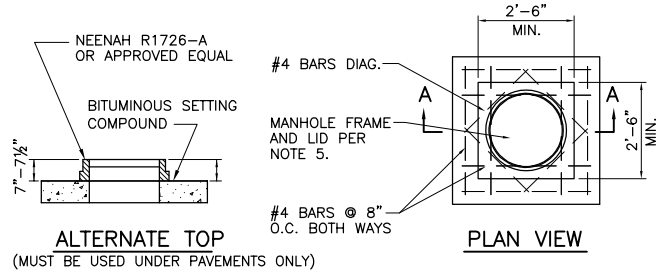 NEENAH R1726-A
OR APPROVED EQUAL
BITUMINOUS SETTING
COMPOUND
7"-7½"
ALTERNATE TOP
(MUST BE USED UNDER PAVEMENTS ONLY)
2'-6"
MIN.
#4 BARS DIAG.
A
A
MANHOLE FRAME
AND LID PER
NOTE 5.
2'-6"
MIN.
#4 BARS @ 8"
O.C. BOTH WAYS
PLAN VIEW